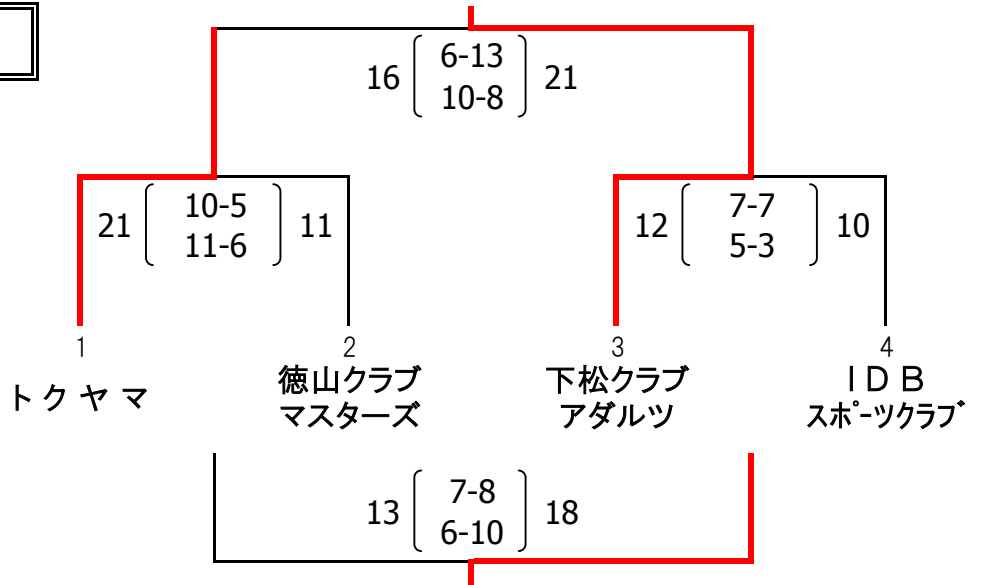 16 6-13 21
10-8
21 10-5 11
11-6
12 7-7 10
5-3
1
トクヤマ
2
徳山クラブ
マスターズ
3
下松クラブ
アダルツ
4
ＩＤＢ
ｽﾎﾟｰﾂｸﾗﾌﾞ
13 7-8 18
6-10